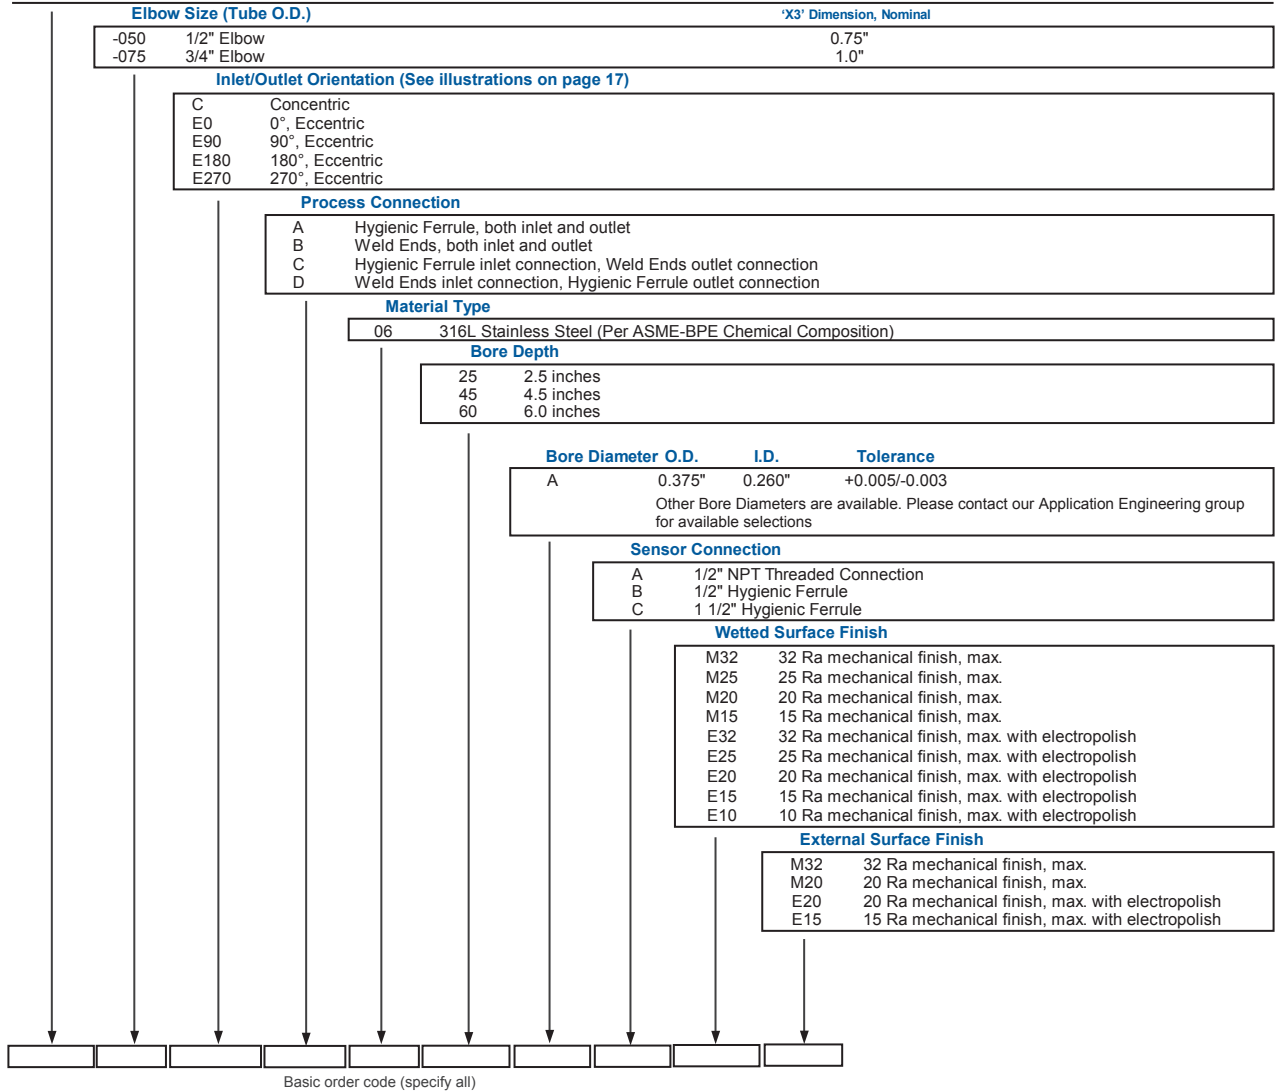 Elbow Size (Tube O.D.) 'X3' Dimension, Nominal
-050 1/2" Elbow 0.75"
-075 3/4" Elbow 1.0"
Inlet/Outlet Orientation (See illustrations on page 17)
C Concentric
E0 0°, Eccentric
E90 90°, Eccentric
E180 180°, Eccentric
E270 270°, Eccentric
Process Connection
A Hygienic Ferrule, both inlet and outlet
B Weld Ends, both inlet and outlet
C Hygienic Ferrule inlet connection, Weld Ends outlet connection
D Weld Ends inlet connection, Hygienic Ferrule outlet connection
Material Type
06 316L Stainless Steel (Per ASME-BPE Chemical Composition)
Bore Depth
25 2.5 inches
45 4.5 inches
60 6.0 inches
Bore Diameter O.D. I.D. Tolerance
A 0.375" 0.260" +0.005/-0.003
Other Bore Diameters are available. Please contact our Application Engineering group
for available selections
Sensor Connection
A 1/2" NPT Threaded Connection
B 1/2" Hygienic Ferrule
C 1 1/2" Hygienic Ferrule
Wetted Surface Finish
M32 32 Ra mechanical finish, max.
M25 25 Ra mechanical finish, max.
M20 20 Ra mechanical finish, max.
M15 15 Ra mechanical finish, max.
E32 32 Ra mechanical finish, max. with electropolish
E25 25 Ra mechanical finish, max. with electropolish
E20 20 Ra mechanical finish, max. with electropolish
E15 15 Ra mechanical finish, max. with electropolish
E10 10 Ra mechanical finish, max. with electropolish
External Surface Finish
M32 32 Ra mechanical finish, max.
M20 20 Ra mechanical finish, max.
E20 20 Ra mechanical finish, max. with electropolish
E15 15 Ra mechanical finish, max. with electropolish
Basic order code (specify all)